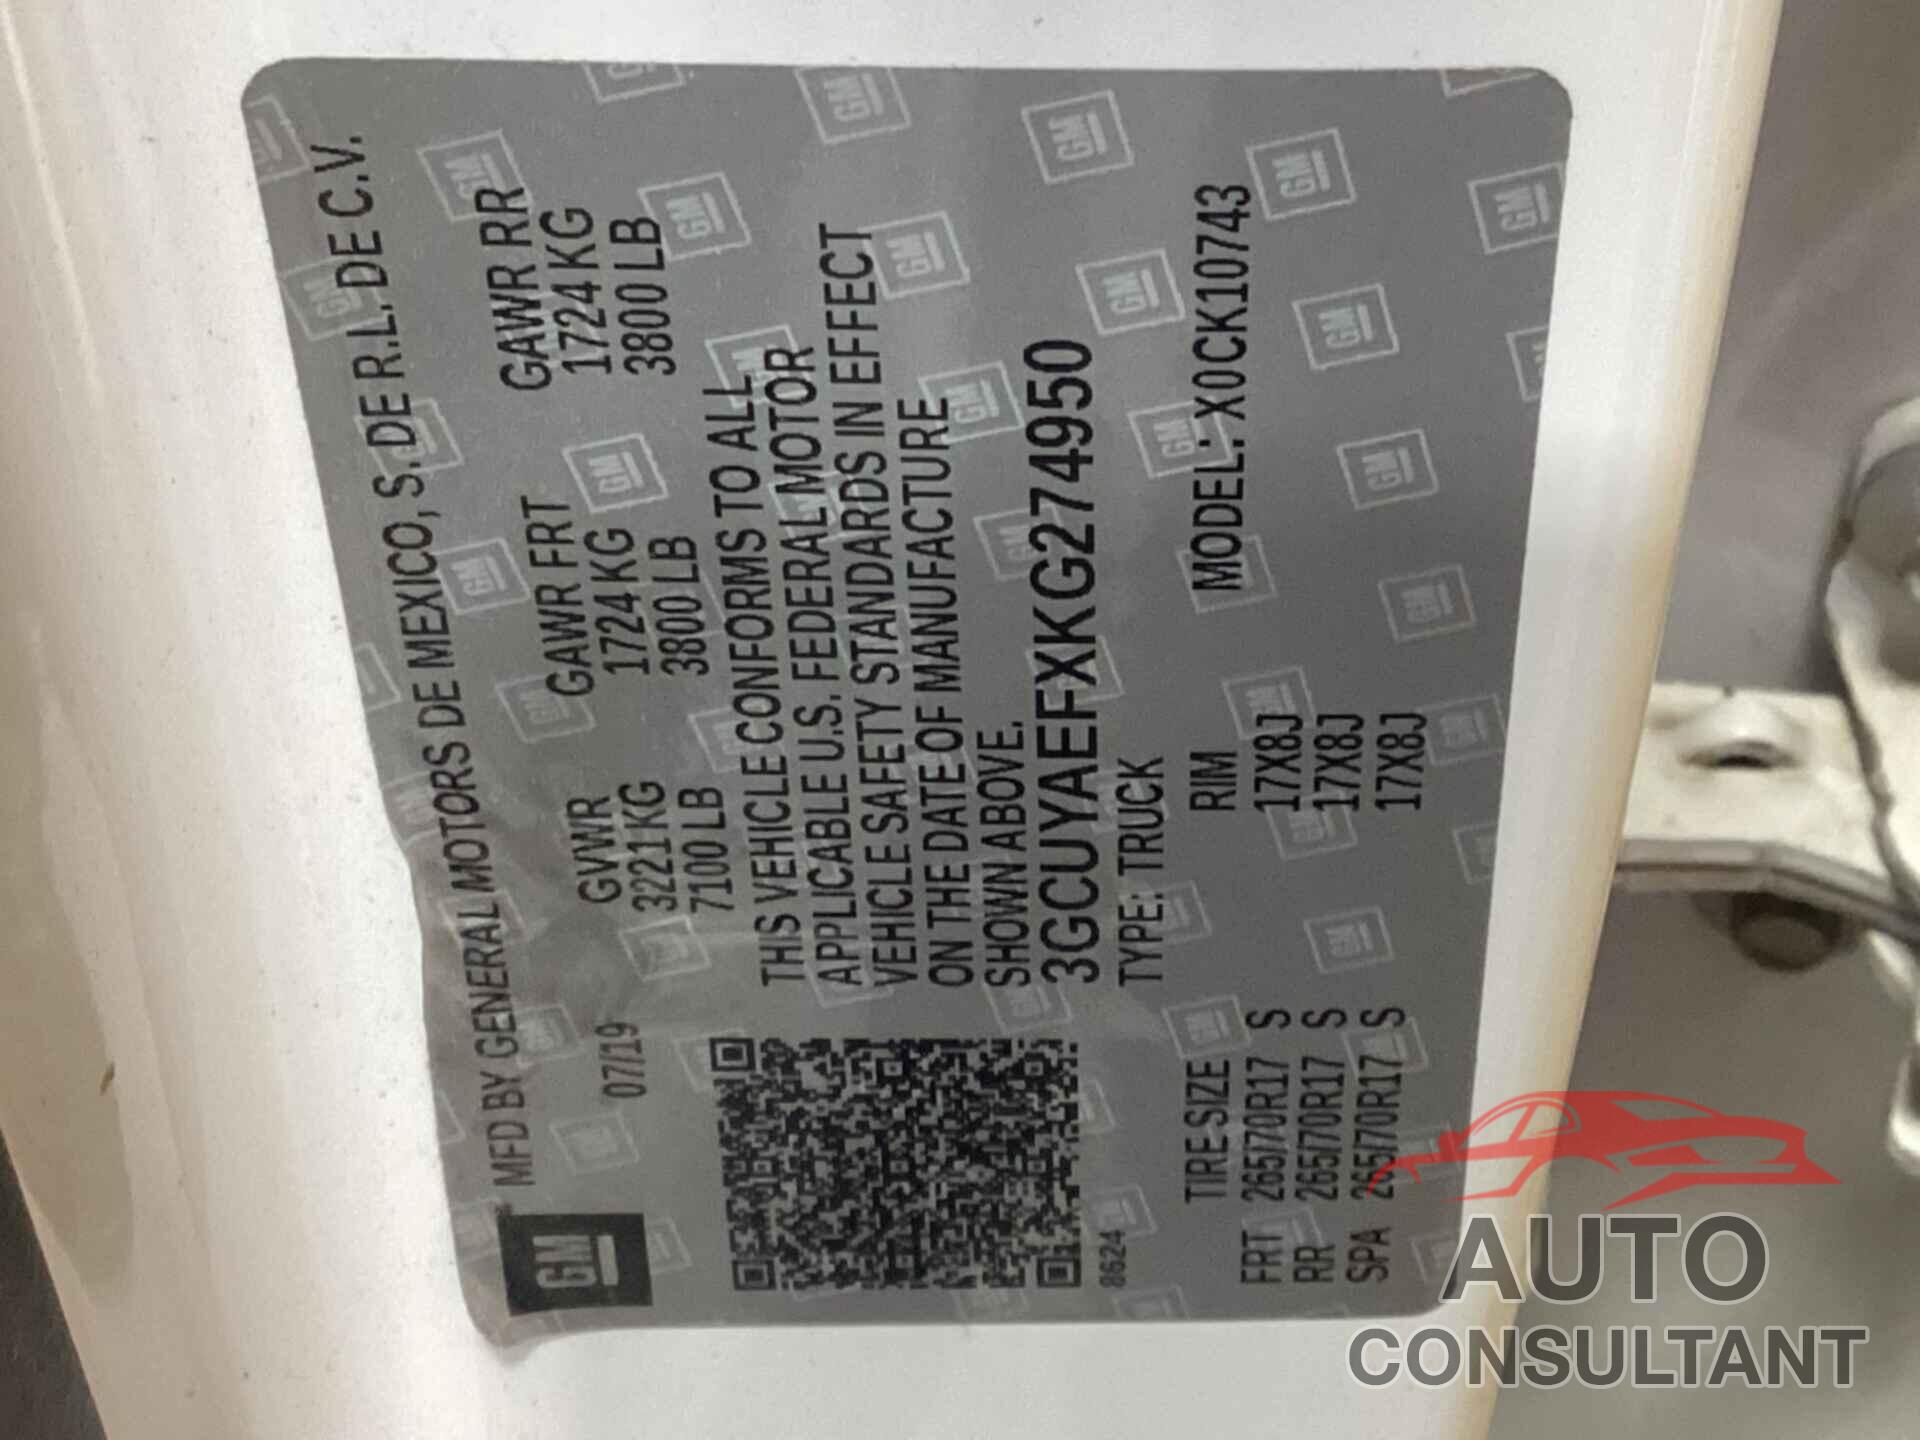 GM
MFD BY GENERAL MOTORS DE MEXICO, S. DE R.L. DE C.V.
07/19 GVWR GAWR FRT GAWR RR
3221 KG 1724 KG 1724 KG
7100 LB 3800 LB 3800 LB
THIS VEHICLE CONFORMS TO ALL
APPLICABLE U.S. FEDERAL MOTOR
VEHICLE SAFETY STANDARDS IN EFFECT
ON THE DATE OF MANUFACTURE
SHOWN ABOVE.
3GCUYAEFXKG274950
8624 TYPE: TRUCK
TIRE SIZE RIM MODEL: X0CK10743
FRT 265/70R17 S 17X8J
RR 265/70R17 S 17X8J
SPA 265/70R17 S 17X8J
AUTO
CONSULTANT